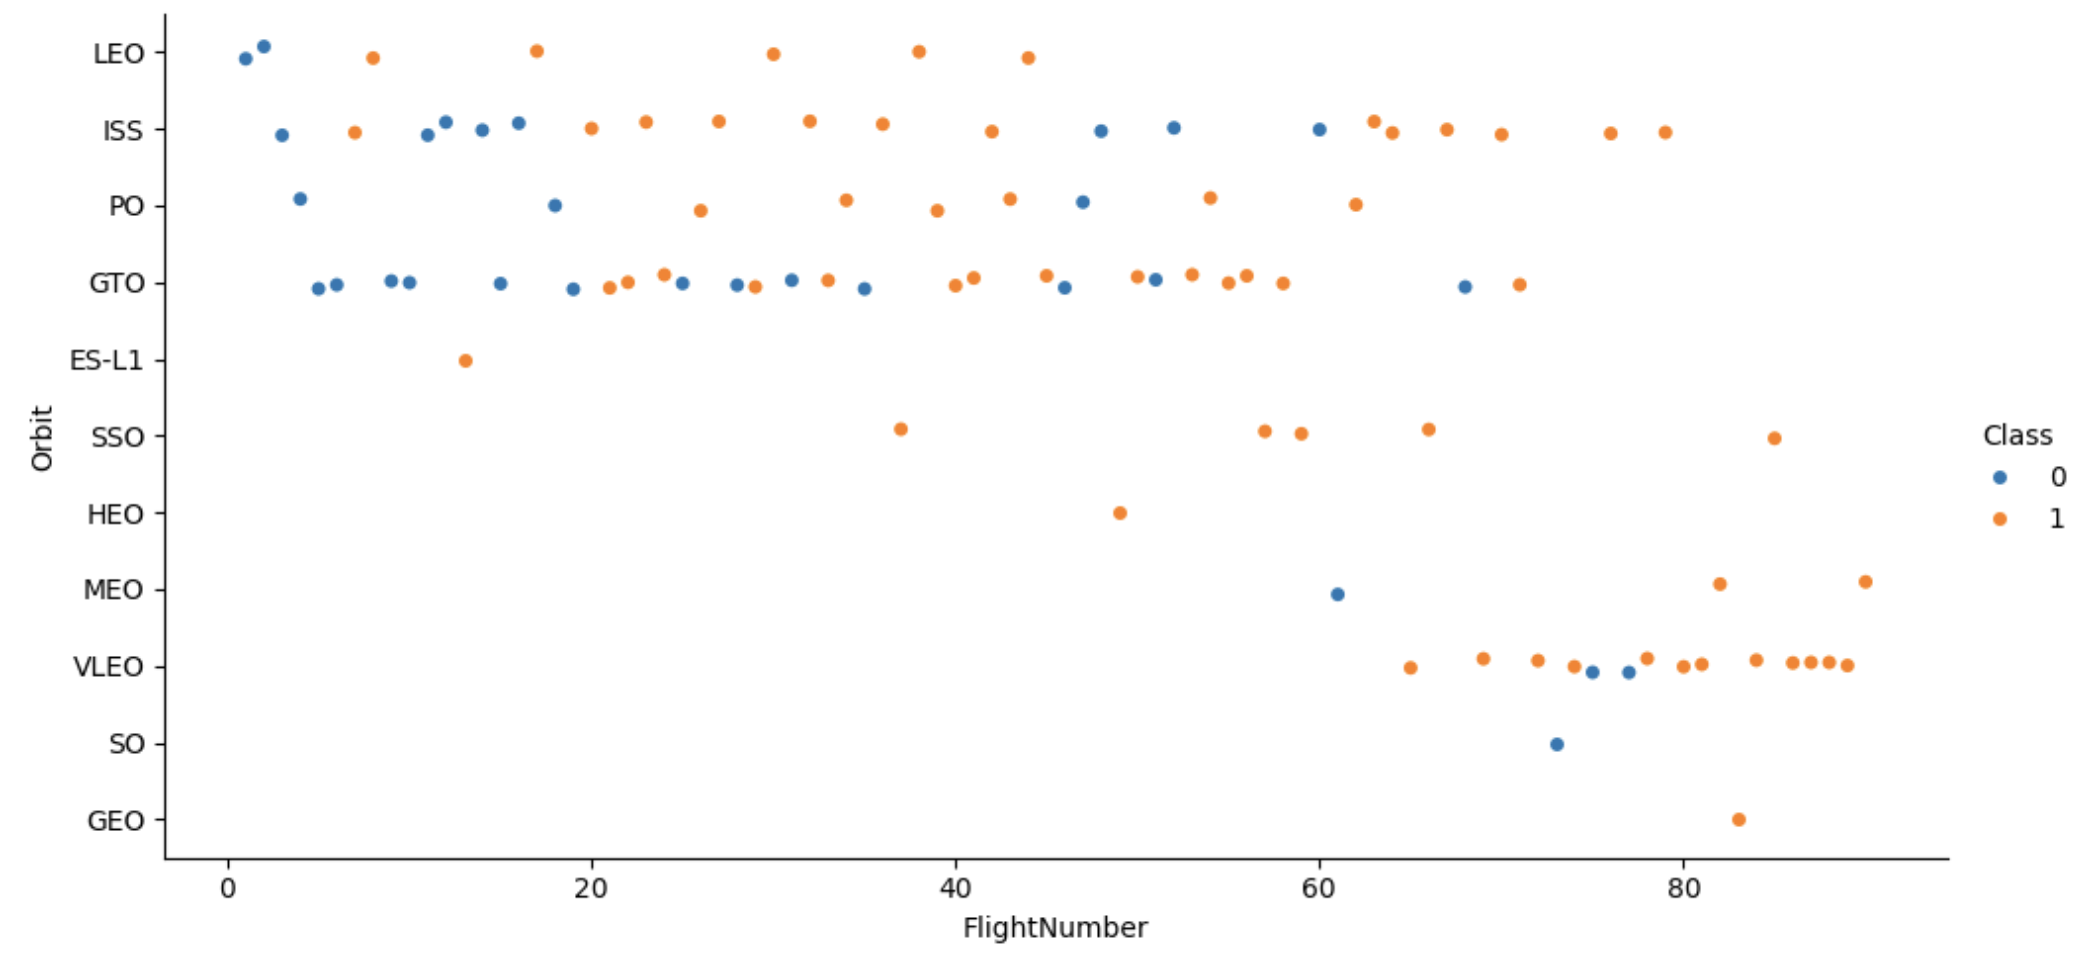 LEO
ISS
PO
GTO
ES-L1
SSO
HEO
MEO
VLEO
SO
GEO
Orbit
0 20 40 60 80
FlightNumber
Class
0
1